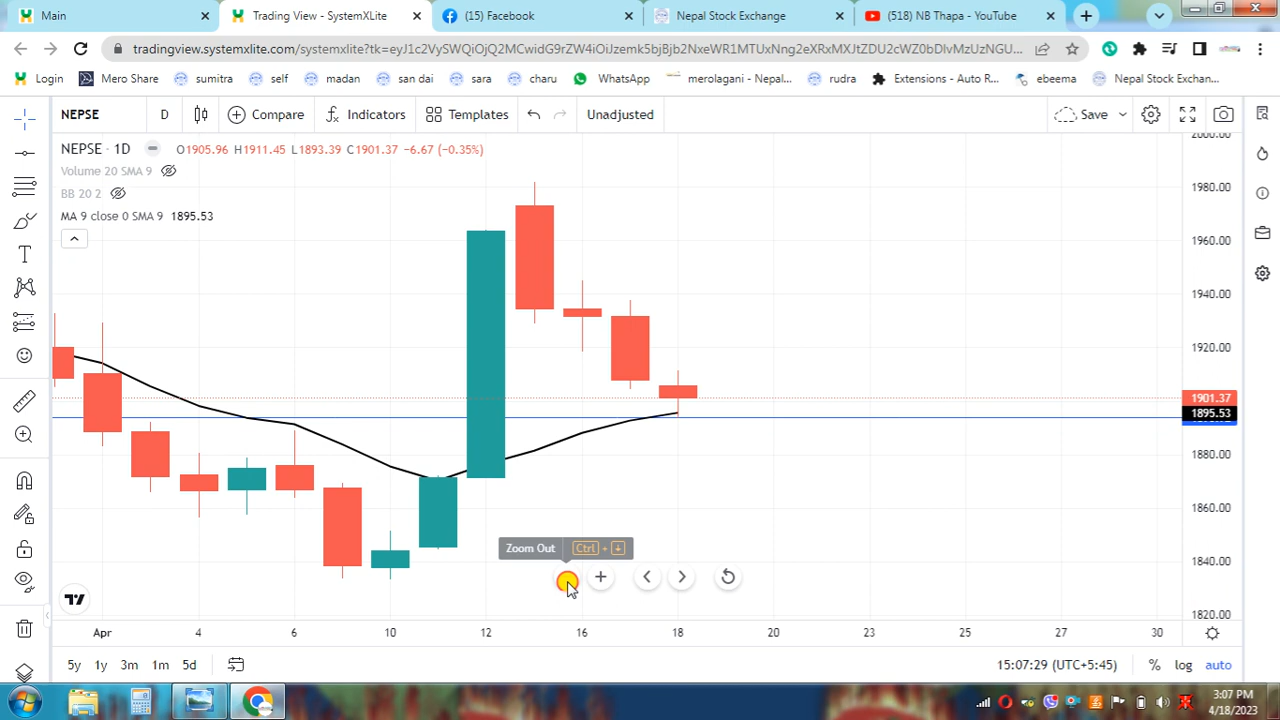 Main
Trading View - SystemXLite
(15) Facebook
Nepal Stock Exchange
(518) NB Thapa - YouTube
tradingview.systemxlite/systemxlite?tk=
Login
Mero Share
sumitra
self
madan
san dai
sara
charu
WhatsApp
merolagani - Nepal...
rudra
Extensions - Auto R...
ebeema
Nepal Stock Exchan...
NEPSE
D
Compare
Indicators
Templates
Unadjusted
Save
NEPSE · 1D
O1905.96 H1911.45 L1893.39 C1901.37 −6.67 (−0.35%)
Volume 20 SMA 9
BB 20 2
MA 9 close 0 SMA 9 1895.53
2000.00
1980.00
1960.00
1940.00
1920.00
1901.37
1895.53
1880.00
1860.00
1840.00
1820.00
Zoom Out Ctrl +
Apr 4 6 10 12 16 18 20 23 25 27 30
5y 1y 3m 1m 5d
15:07:29 (UTC+5:45)
% log auto
3:07 PM
4/18/2023